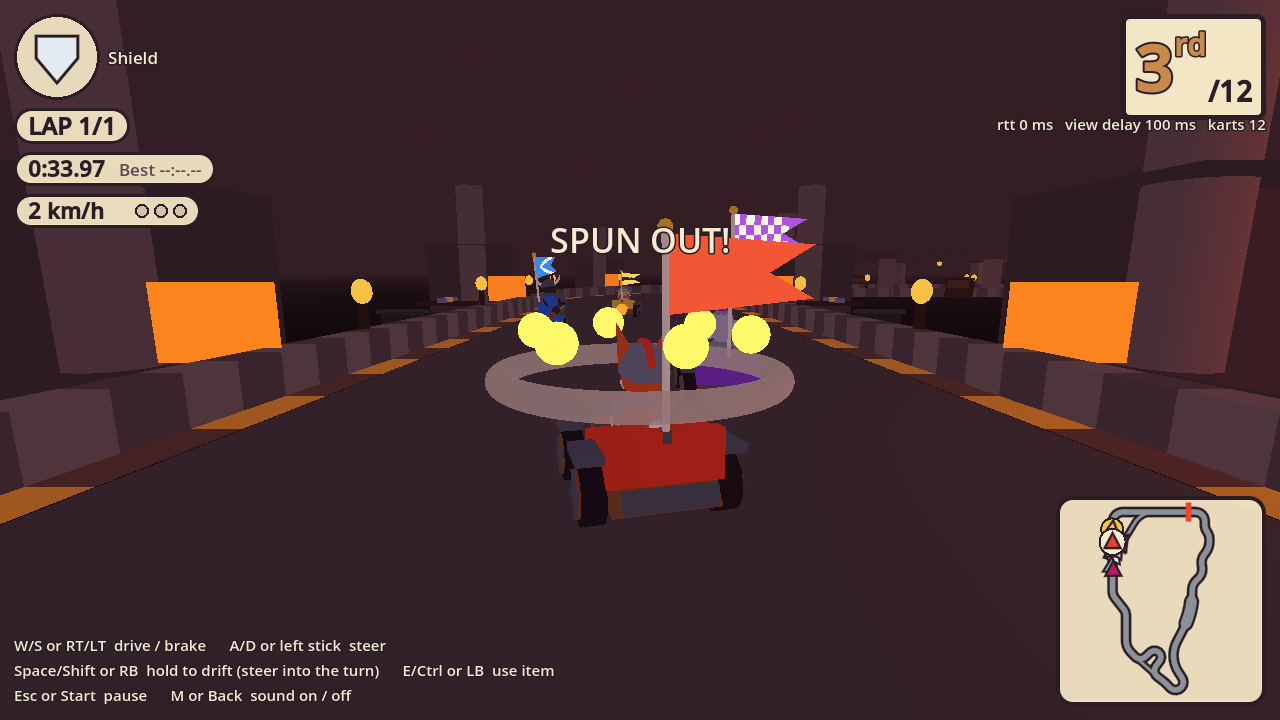 Shield
3rd /12
rtt 0 ms view delay 100 ms karts 12
LAP 1/1
0:33.97 Best --:--.--
2 km/h
SPUN OUT!
W/S or RT/LT drive / brake A/D or left stick steer
Space/Shift or RB hold to drift (steer into the turn) E/Ctrl or LB use item
Esc or Start pause M or Back sound on / off